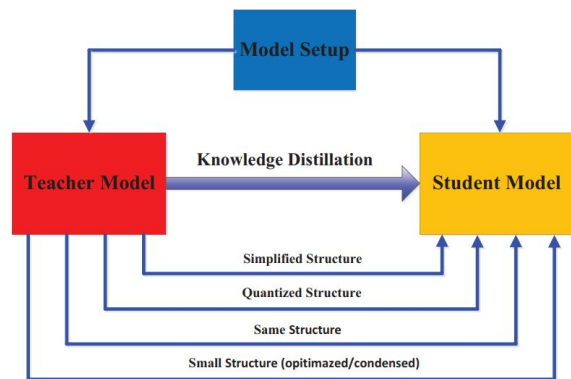 Model Setup
Knowledge Distillation
Teacher Model
Student Model
Simplified Structure
Quantized Structure
Same Structure
Small Structure (opitimazed/condensed)